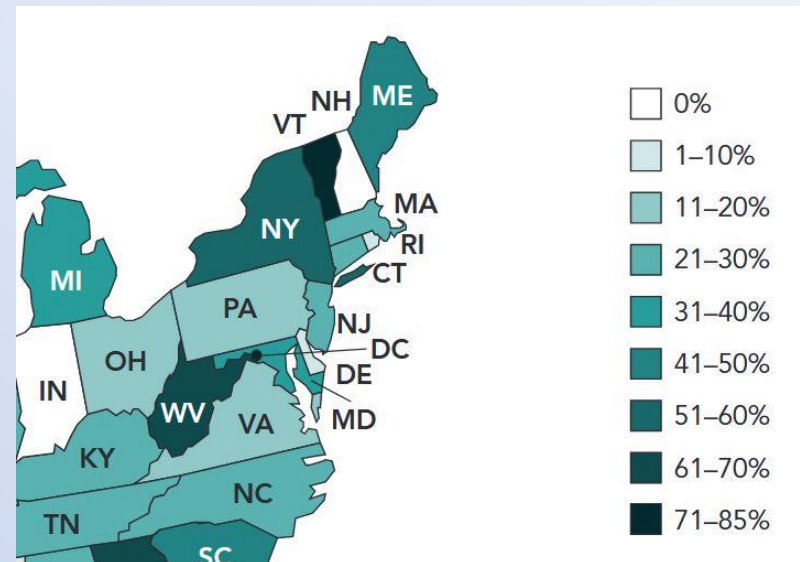 ME
NH
VT
MA
NY
RI
CT
MI
PA
NJ
OH
DC
DE
IN
WV
MD
VA
KY
NC
TN
SC
0%
1–10%
11–20%
21–30%
31–40%
41–50%
51–60%
61–70%
71–85%